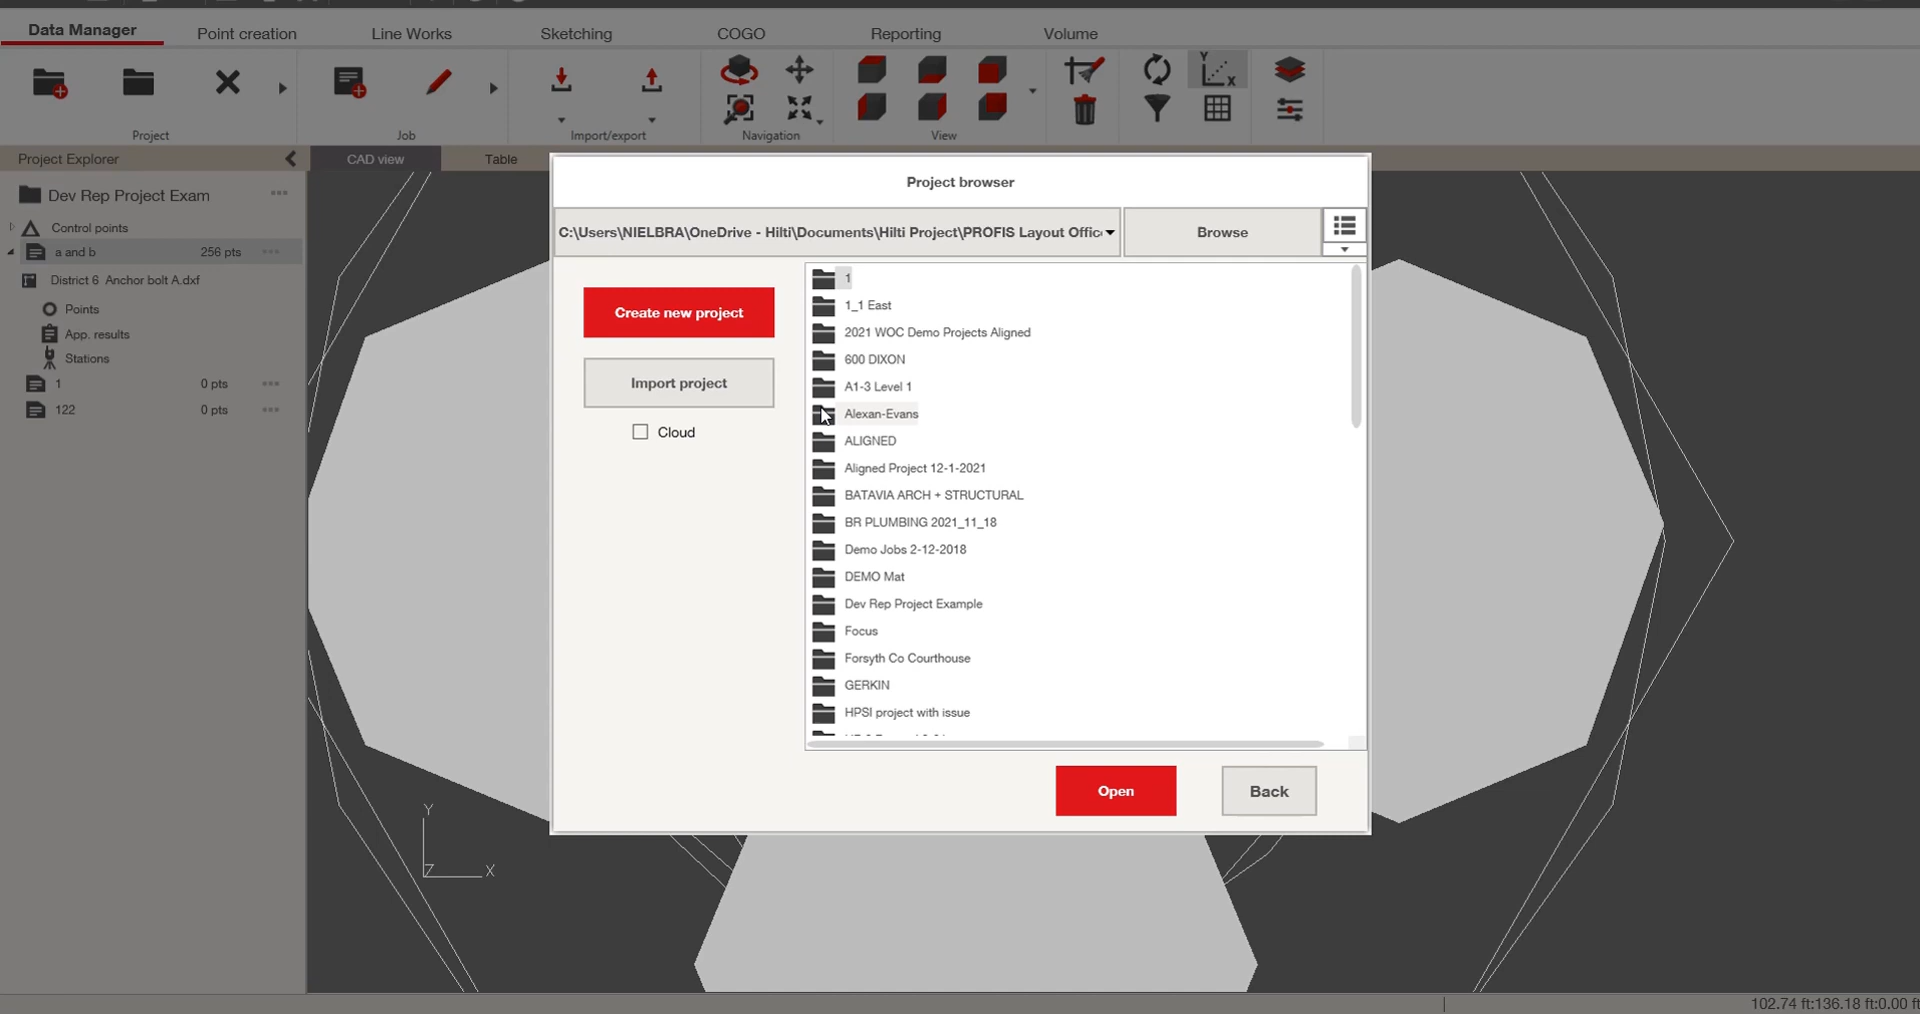 Data Manager
Point creation
Line Works
Sketching
COGO
Reporting
Volume
Project
Job
Import/export
Navigation
View
Project Explorer
CAD view
Table
Dev Rep Project Exam
Control points
a and b 256 pts
District 6 Anchor bolt A.dxf
Points
App. results
Stations
1 0 pts
122 0 pts
Project browser
C:\Users\NIELBRA\OneDrive - Hilti\Documents\Hilti Project\PROFIS Layout Offic
Browse
Create new project
Import project
Cloud
1
1_1 East
2021 WOC Demo Projects Aligned
600 DIXON
A1-3 Level 1
Alexan-Evans
ALIGNED
Aligned Project 12-1-2021
BATAVIA ARCH + STRUCTURAL
BR PLUMBING 2021_11_18
Demo Jobs 2-12-2018
DEMO Mat
Dev Rep Project Example
Focus
Forsyth Co Courthouse
GERKIN
HPSI project with issue
Open
Back
Y
Z
X
102.74 ft:136.18 ft:0.00 ft